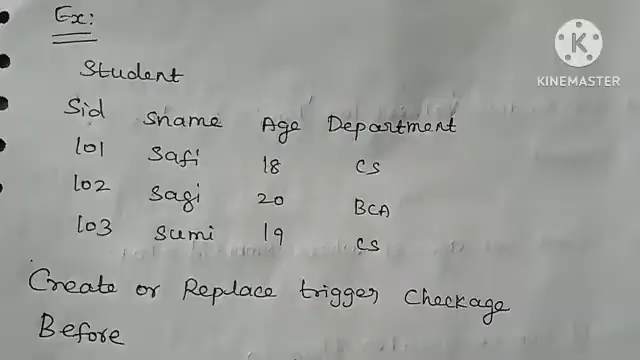 Ex:
K
KINEMASTER
Student
Sid Sname Age Department
101 Safi 18 CS
102 Sagi 20 BCA
103 Sumi 19 CS
Create or Replace trigger Checkage
Before